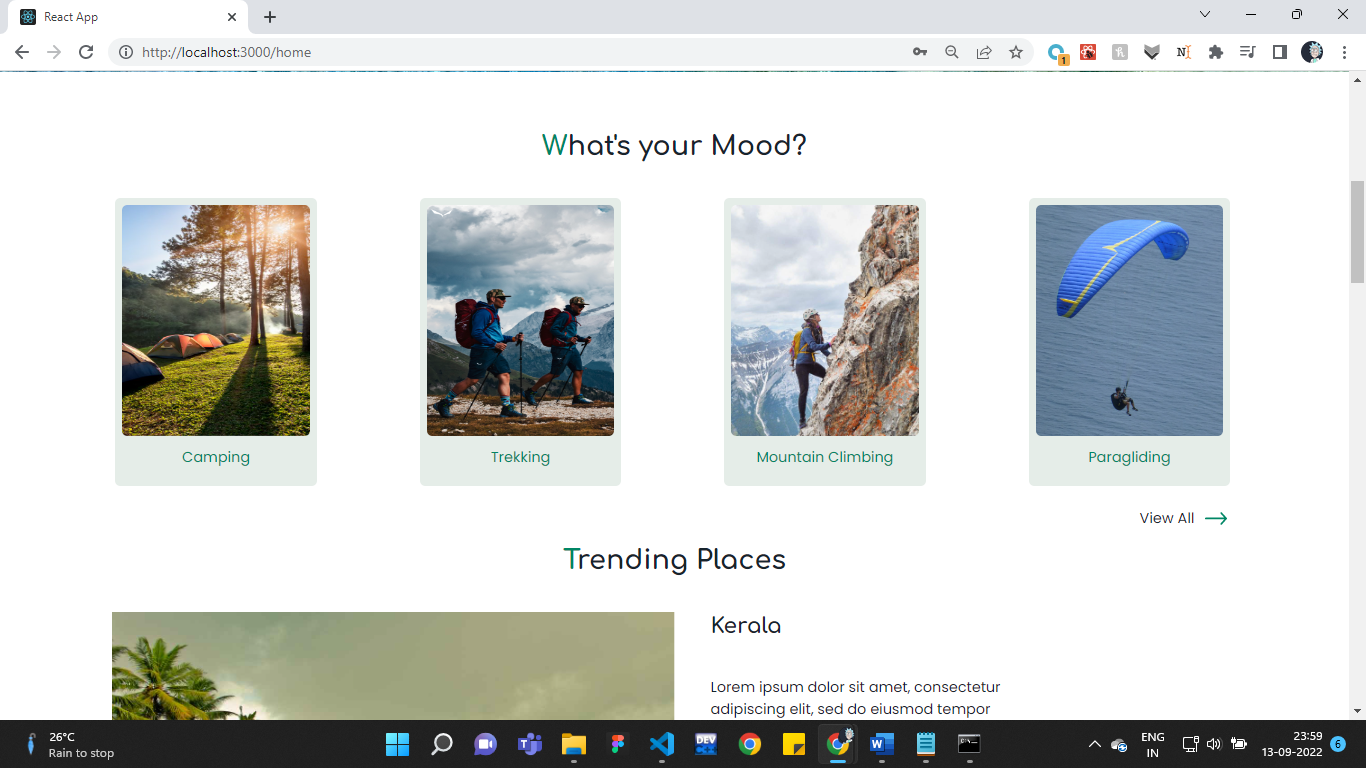 React App
http://localhost:3000/home
1
What's your Mood?
Camping
Trekking
Mountain Climbing
Paragliding
View All
Trending Places
Kerala
Lorem ipsum dolor sit amet, consectetur
adipiscing elit, sed do eiusmod tempor
26°C
Rain to stop
DEV
ENG
IN
23:59
13-09-2022
6